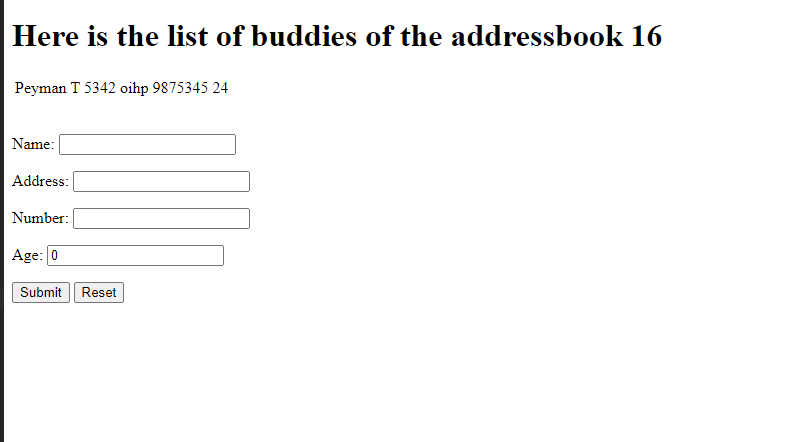 Here is the list of buddies of the addressbook 16
Peyman T 5342 oihp 9875345 24
Name:
Address:
Number:
Age: 0
Submit Reset